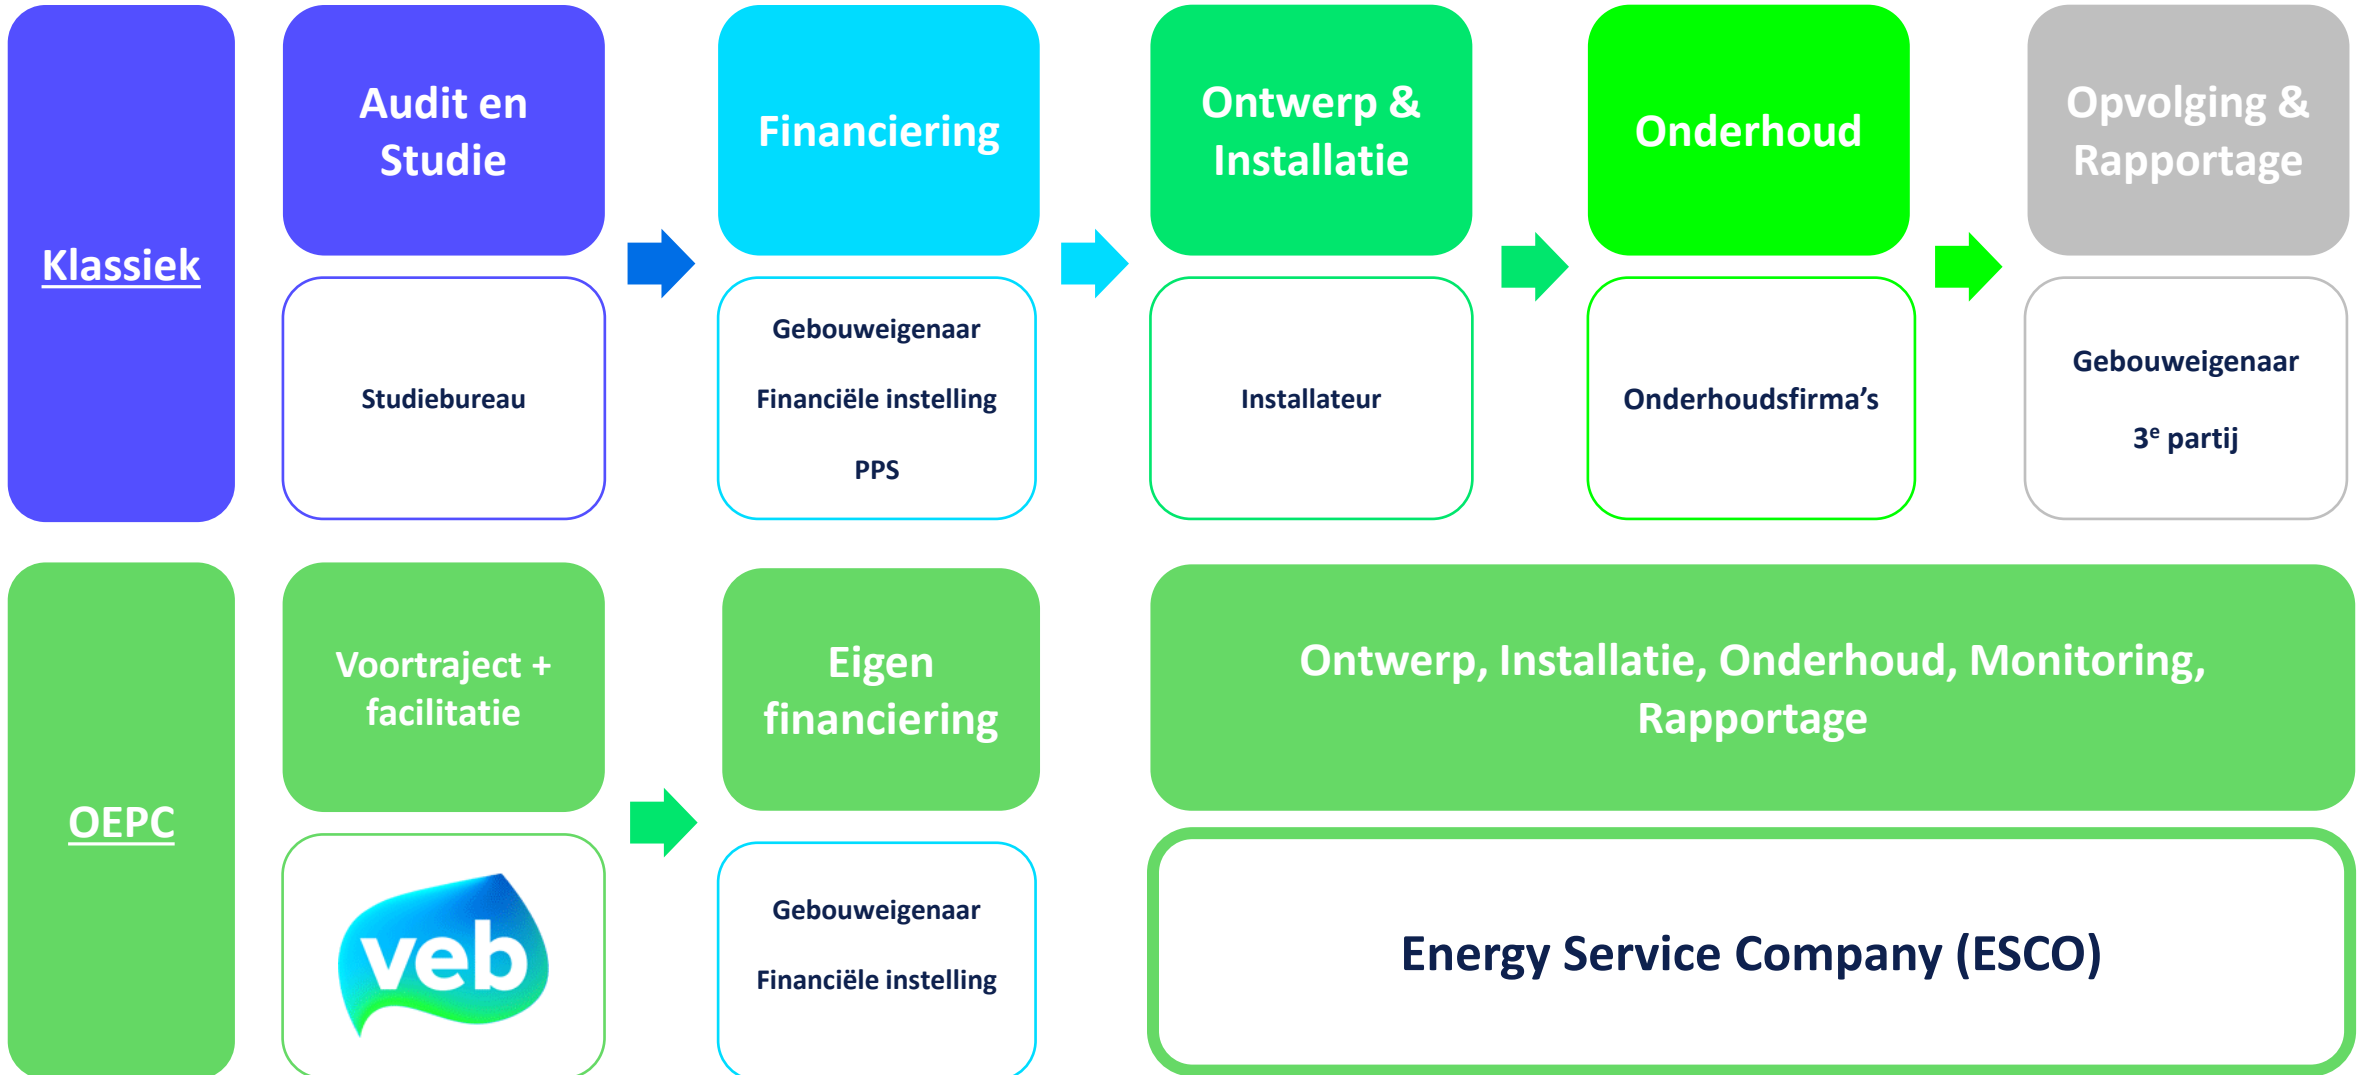 Klassiek
Audit en
Studie
Studiebureau
Financiering
Gebouweigenaar
Financiële instelling
PPS
Ontwerp &
Installatie
Installateur
Onderhoud
Onderhoudsfirma’s
Opvolging &
Rapportage
Gebouweigenaar
3ᵉ partij
OEPC
Voortraject +
facilitatie
veb
Eigen
financiering
Gebouweigenaar
Financiële instelling
Ontwerp, Installatie, Onderhoud, Monitoring,
Rapportage
Energy Service Company (ESCO)